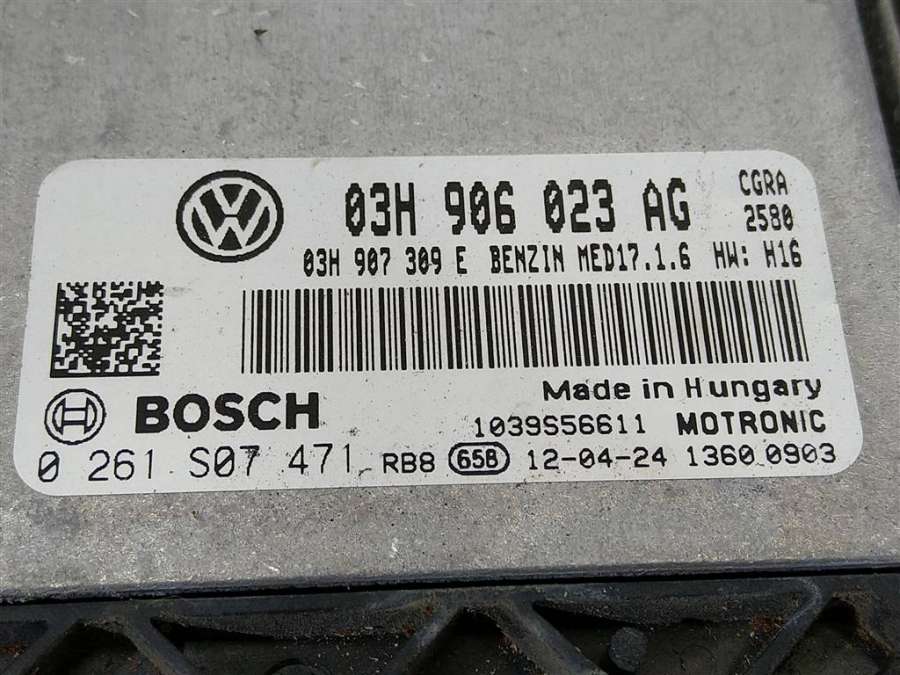 03H 906 023 AG CGRA
2580
03H 907 309 E BENZIN MED17.1.6 HW: H16
Made in Hungary
BOSCH 1039S56611 MOTRONIC
0 261 S07 471 RB8 65B 12-04-24 1360 0903